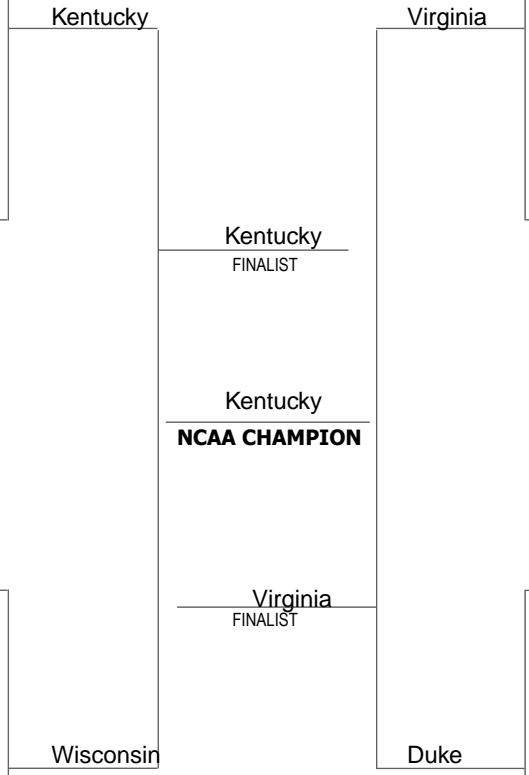 Kentucky
Virginia
Kentucky
FINALIST
Kentucky
NCAA CHAMPION
Virginia
FINALIST
Wisconsin
Duke